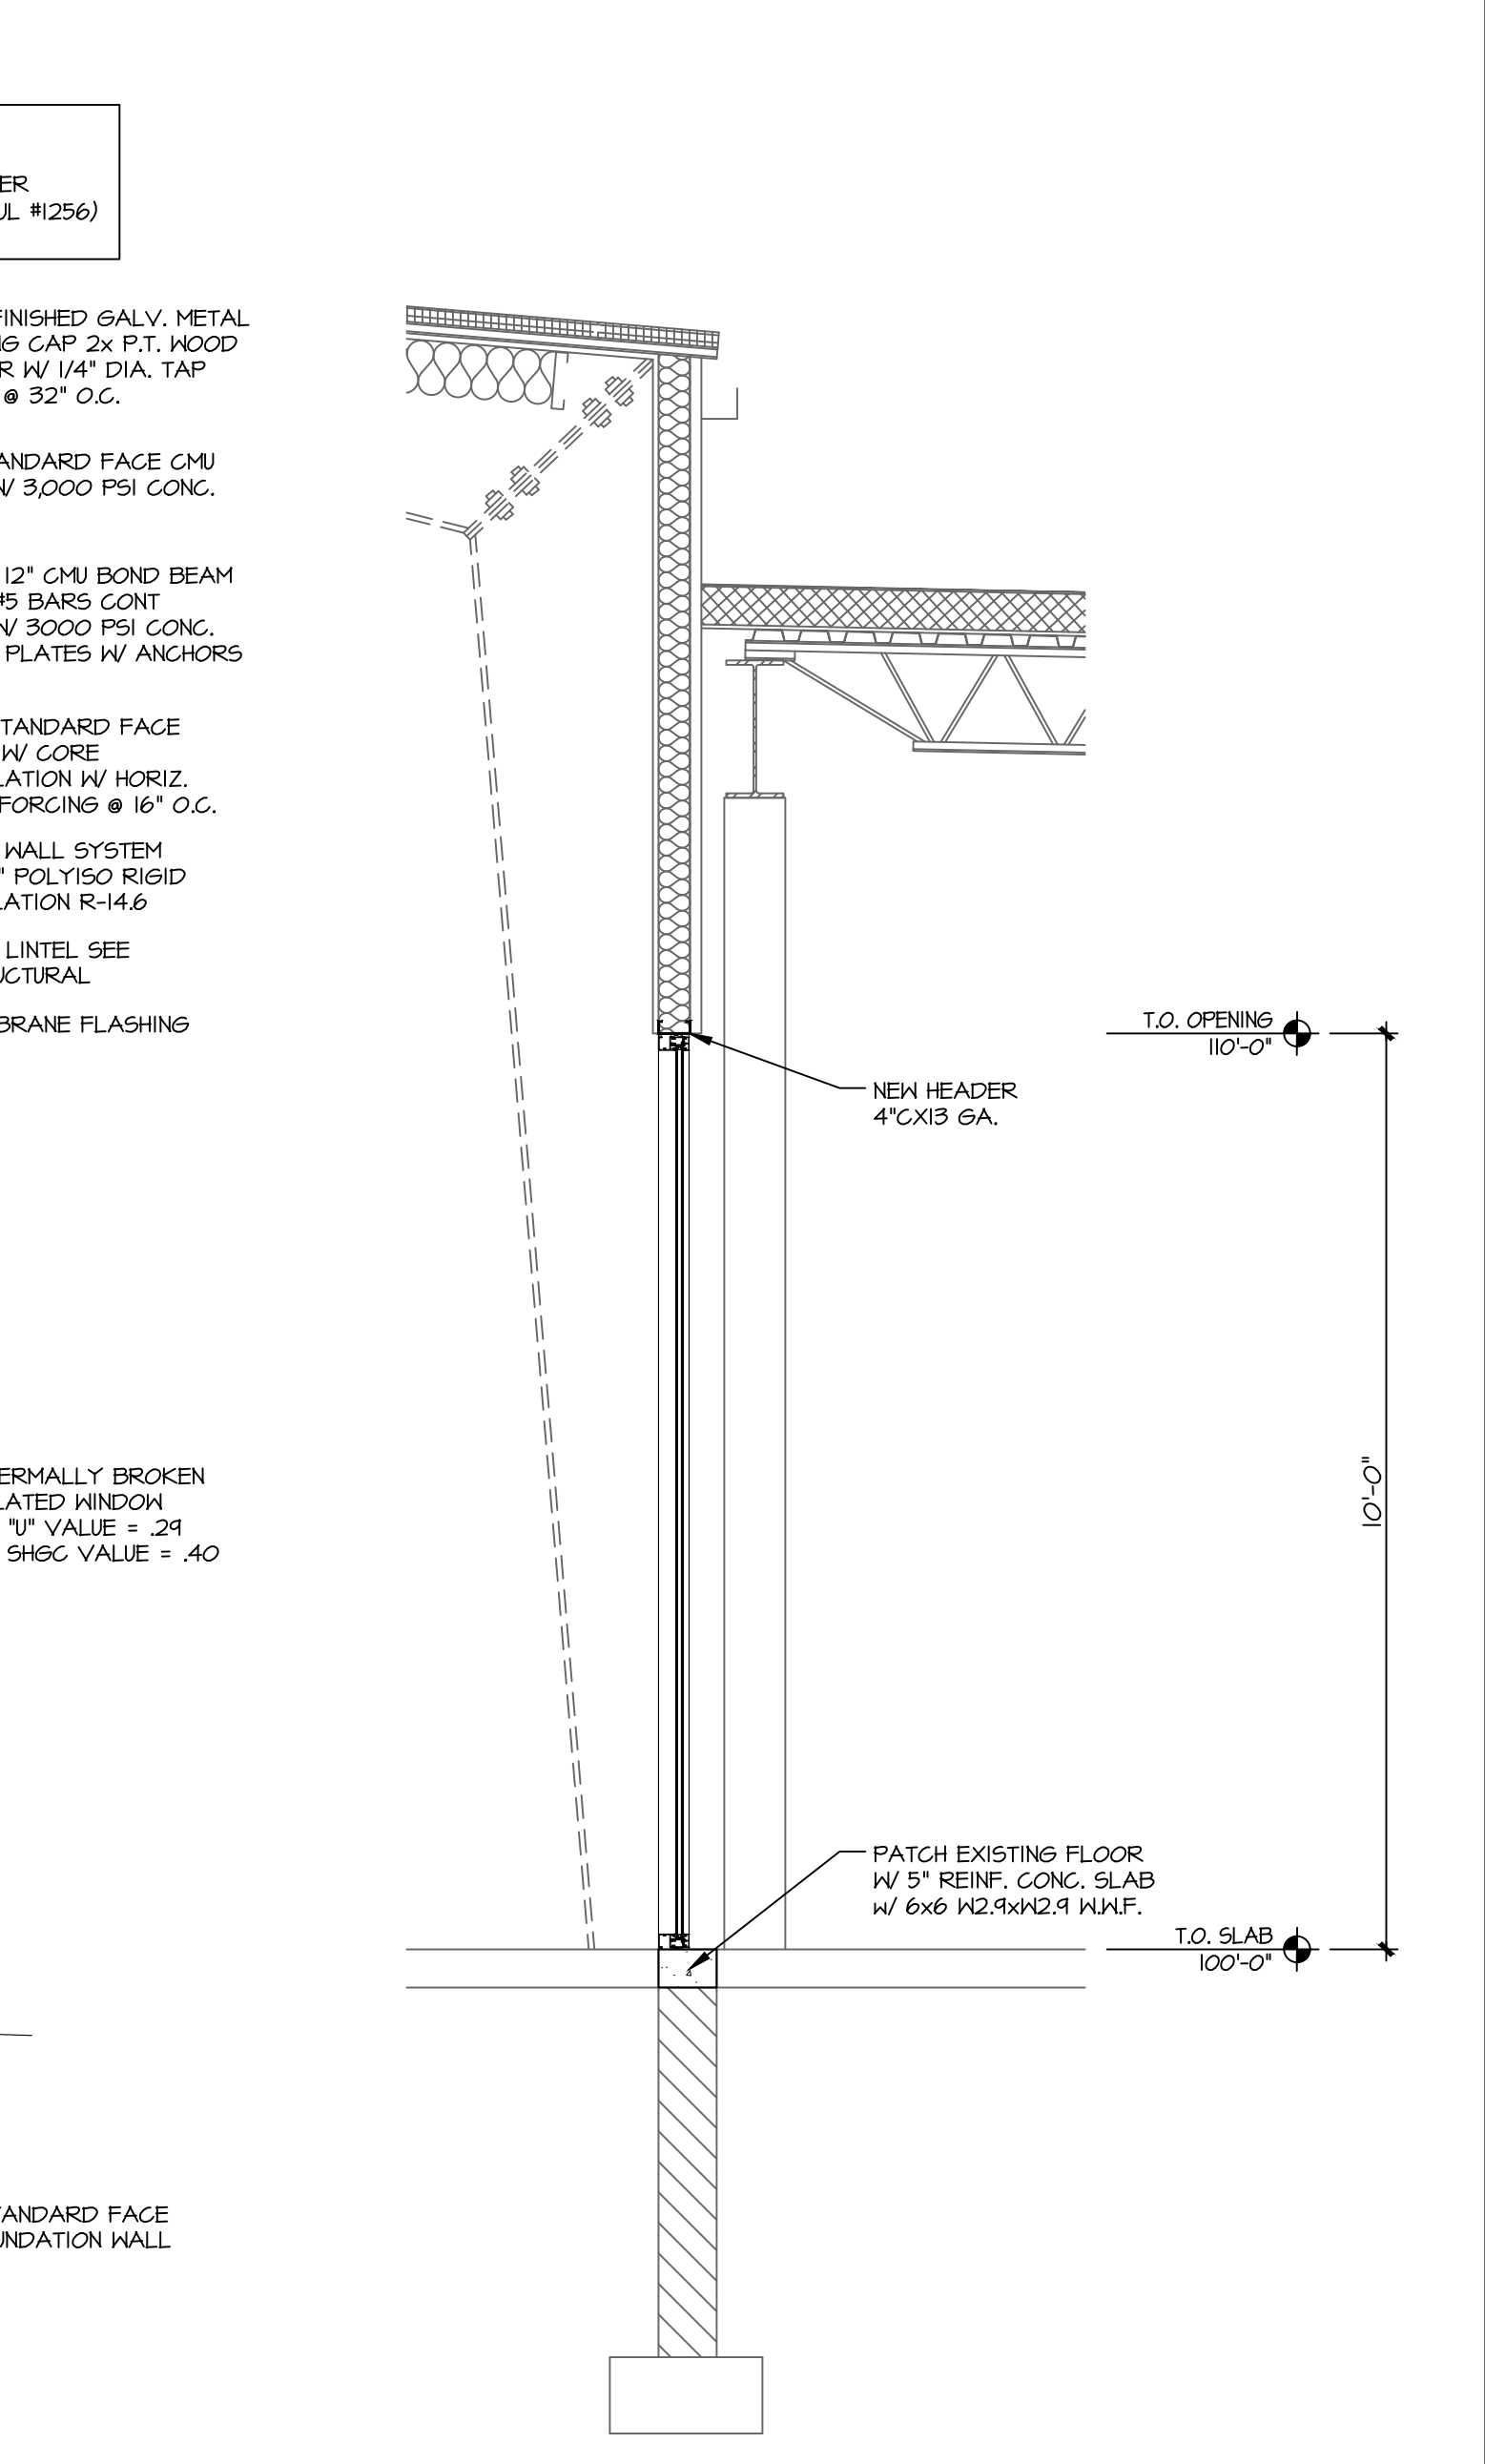 ER
UL #1256)
FINISHED GALV. METAL
NG CAP 2x P.T. WOOD
R W/ 1/4" DIA. TAP
@ 32" O.C.
ANDARD FACE CMU
W/ 3,000 PSI CONC.
12" CMU BOND BEAM
#5 BARS CONT
W/ 3000 PSI CONC.
PLATES W/ ANCHORS
TANDARD FACE
W/ CORE
LATION W/ HORIZ.
FORCING @ 16" O.C.
WALL SYSTEM
" POLYISO RIGID
LATION R-14.6
LINTEL SEE
UCTURAL
BRANE FLASHING
T.O. OPENING
110'-0"
NEW HEADER
4"CX13 GA.
ERMALLY BROKEN
LATED WINDOW
"U" VALUE = .29
SHGC VALUE = .40
10'-0"
PATCH EXISTING FLOOR
W/ 5" REINF. CONC. SLAB
w/ 6x6 W2.9xW2.9 W.W.F.
T.O. SLAB
100'-0"
TANDARD FACE
UNDATION WALL